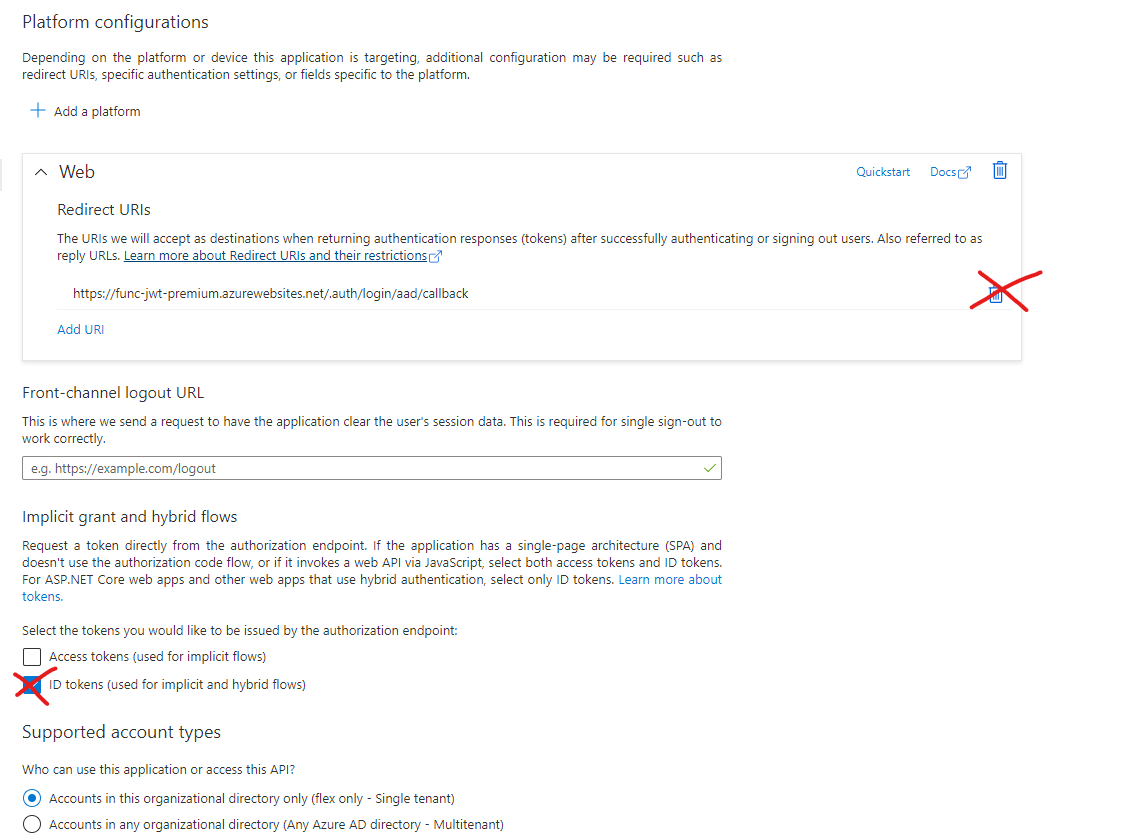 Platform configurations
Depending on the platform or device this application is targeting, additional configuration may be required such as
redirect URIs, specific authentication settings, or fields specific to the platform.
Add a platform
Web
Quickstart
Docs
Redirect URIs
The URIs we will accept as destinations when returning authentication responses (tokens) after successfully authenticating or signing out users. Also referred to as
reply URLs. Learn more about Redirect URIs and their restrictions
https://func-jwt-premium.azurewebsites.net/.auth/login/aad/callback
Add URI
Front-channel logout URL
This is where we send a request to have the application clear the user's session data. This is required for single sign-out to
work correctly.
e.g. https://example.com/logout
Implicit grant and hybrid flows
Request a token directly from the authorization endpoint. If the application has a single-page architecture (SPA) and
doesn't use the authorization code flow, or if it invokes a web API via JavaScript, select both access tokens and ID tokens.
For ASP.NET Core web apps and other web apps that use hybrid authentication, select only ID tokens. Learn more about
tokens.
Select the tokens you would like to be issued by the authorization endpoint:
Access tokens (used for implicit flows)
ID tokens (used for implicit and hybrid flows)
Supported account types
Who can use this application or access this API?
Accounts in this organizational directory only (flex only - Single tenant)
Accounts in any organizational directory (Any Azure AD directory - Multitenant)